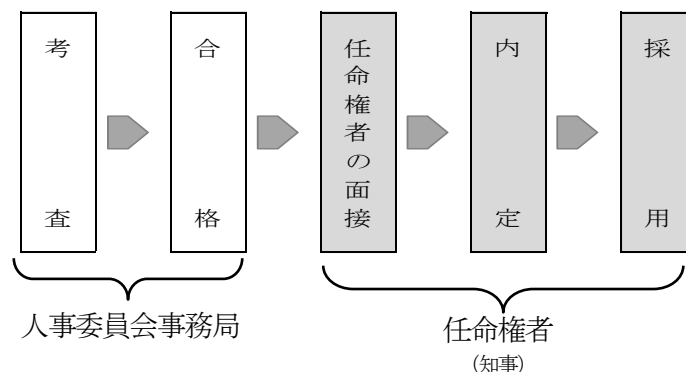 考査
合格
任命権者の面接
内定
採用
人事委員会事務局
任命権者
(知事)